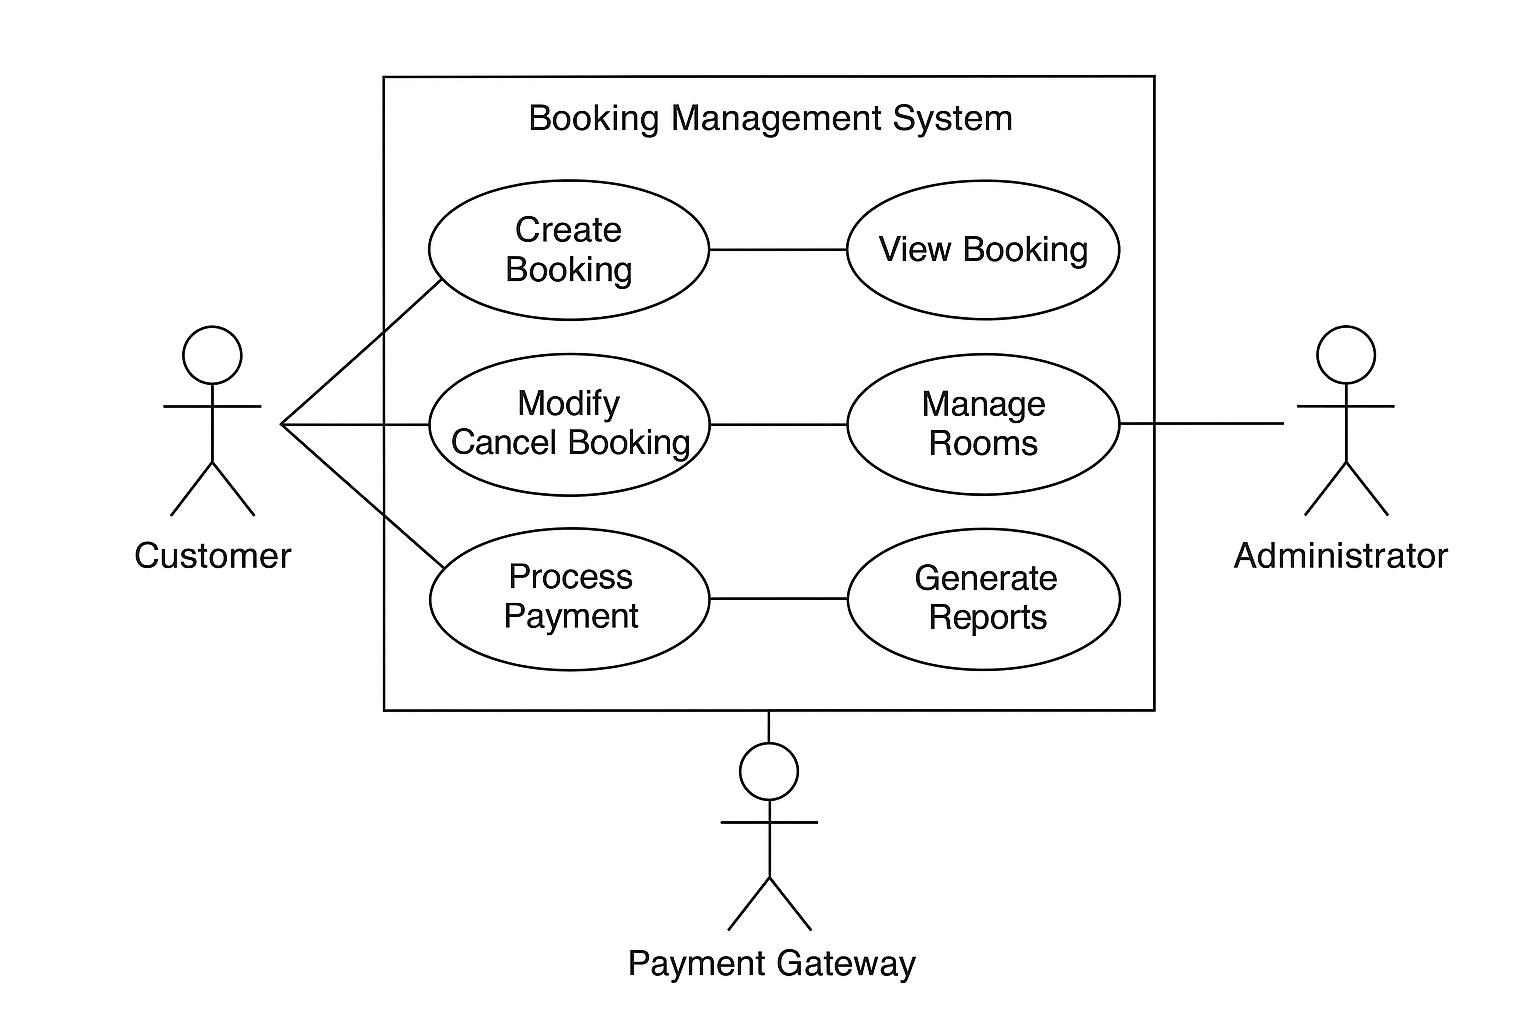 Booking Management System
Create
Booking
View Booking
Modify
Cancel Booking
Manage
Rooms
Customer
Administrator
Process
Payment
Generate
Reports
Payment Gateway